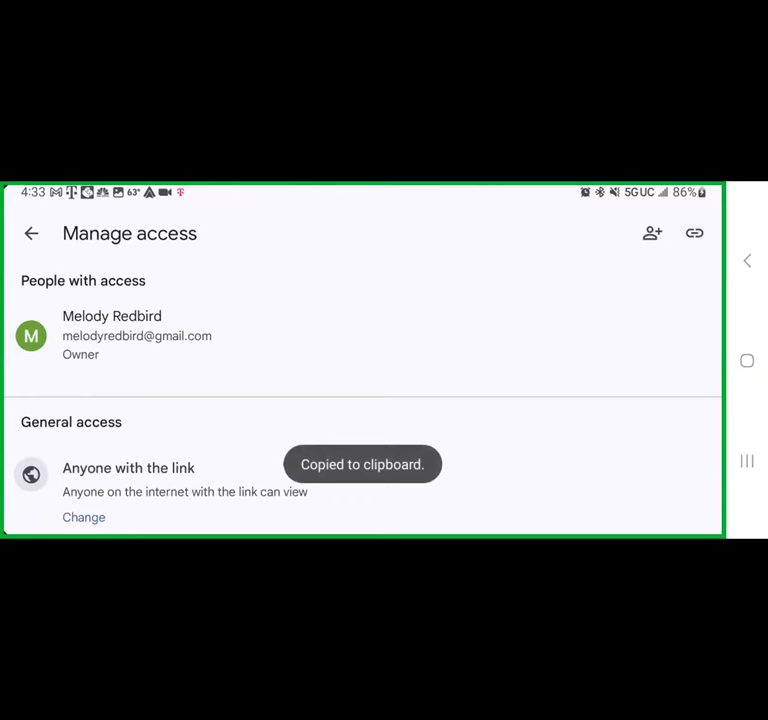 4:33 63° 5G UC 86%
Manage access
People with access
Melody Redbird
M
melodyredbird@gmail.com
Owner
General access
Anyone with the link
Copied to clipboard.
Anyone on the internet with the link can view
Change